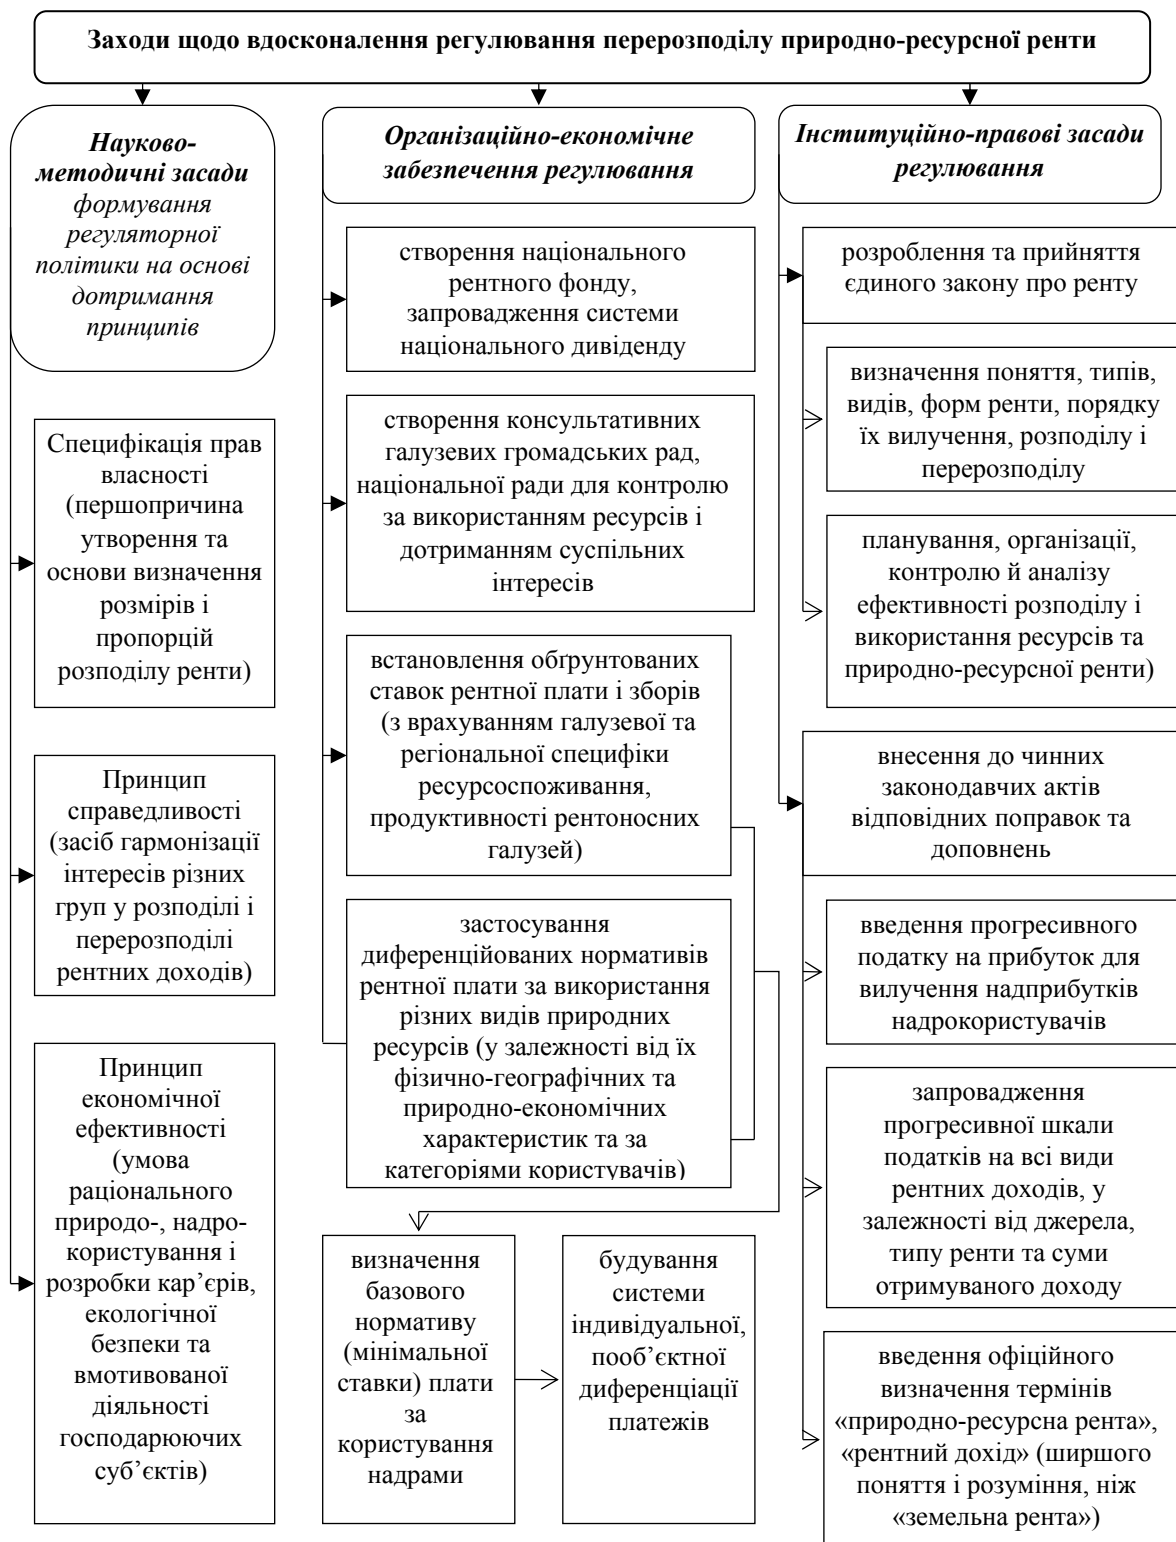 Заходи щодо вдосконалення регулювання перерозподілу природно-ресурсної ренти
Науково-
методичні засади
формування
регуляторної
політики на основі
дотримання
принципів
Специфікація прав
власності
(першопричина
утворення та
основи визначення
розмірів і
пропорцій
розподілу ренти)
Принцип
справедливості
(засіб гармонізації
інтересів різних
груп у розподілі і
перерозподілі
рентних доходів)
Принцип
економічної
ефективності
(умова
раціонального
природо-, надро-
користування і
розробки кар’єрів,
екологічної
безпеки та
вмотивованої
діяльності
господарюючих
суб’єктів)
Організаційно-економічне
забезпечення регулювання
створення національного
рентного фонду,
запровадження системи
національного дивіденду
створення консультативних
галузевих громадських рад,
національної ради для контролю
за використанням ресурсів і
дотриманням суспільних
інтересів
встановлення обґрунтованих
ставок рентної плати і зборів
(з врахуванням галузевої та
регіональної специфіки
ресурсоспоживання,
продуктивності рентоносних
галузей)
застосування
диференційованих нормативів
рентної плати за використання
різних видів природних
ресурсів (у залежності від їх
фізично-географічних та
природно-економічних
характеристик та за
категоріями користувачів)
визначення
базового
нормативу
(мінімальної
ставки) плати
за
користування
надрами
будування
системи
індивідуальної,
пооб’єктної
диференціації
платежів
Інституційно-правові засади
регулювання
розроблення та прийняття
єдиного закону про ренту
визначення поняття, типів,
видів, форм ренти, порядку
їх вилучення, розподілу і
перерозподілу
планування, організації,
контролю й аналізу
ефективності розподілу і
використання ресурсів та
природно-ресурсної ренти)
внесення до чинних
законодавчих актів
відповідних поправок та
доповнень
введення прогресивного
податку на прибуток для
вилучення надприбутків
надрокористувачів
запровадження
прогресивної шкали
податків на всі види
рентних доходів, у
залежності від джерела,
типу ренти та суми
отримуваного доходу
введення офіційного
визначення термінів
«природно-ресурсна рента»,
«рентний дохід» (ширшого
поняття і розуміння, ніж
«земельна рента»)